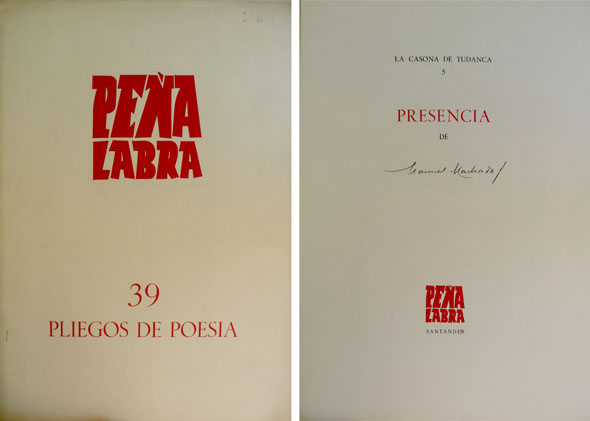 PEÑA
LABRA
39
PLIEGOS DE POESIA
LA CASONA DE TUDANCA
5
PRESENCIA
DE
Manuel Machado
PEÑA
LABRA
SANTANDER